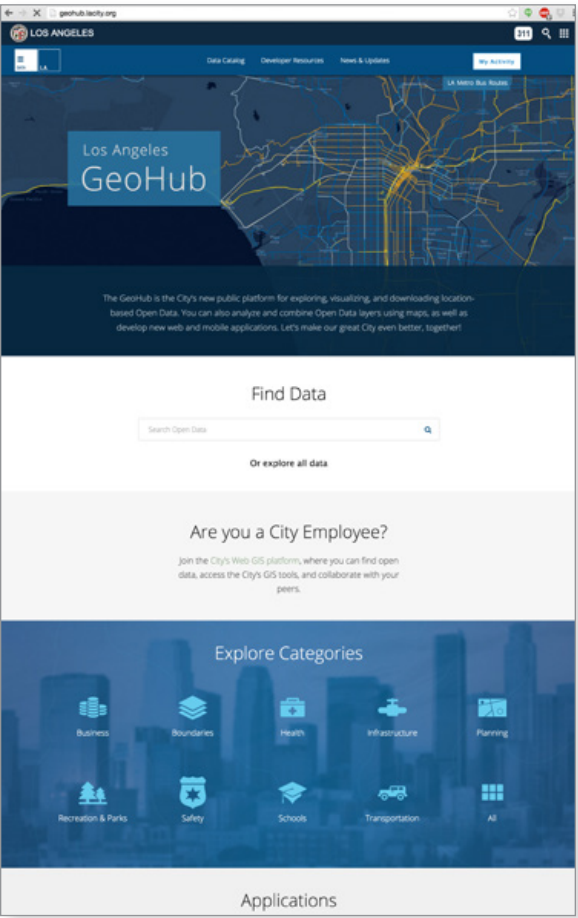 geohub.lacity.org
LOS ANGELES
311
LA
Data Catalog
Developer Resources
News & Updates
My Activity
LA Metro Bus Routes
Los Angeles
GeoHub
The GeoHub is the City's new public platform for exploring, visualizing, and downloading location-
based Open Data. You can also analyze and combine Open Data layers using maps, as well as
develop new web and mobile applications. Let's make our great City even better, together!
Find Data
Search Open Data
Or explore all data
Are you a City Employee?
Join the City's Web GIS platform, where you can find open
data, access the City's GIS tools, and collaborate with your
peers.
Explore Categories
Business
Boundaries
Health
Infrastructure
Planning
Recreation & Parks
Safety
Schools
Transportation
All
Applications